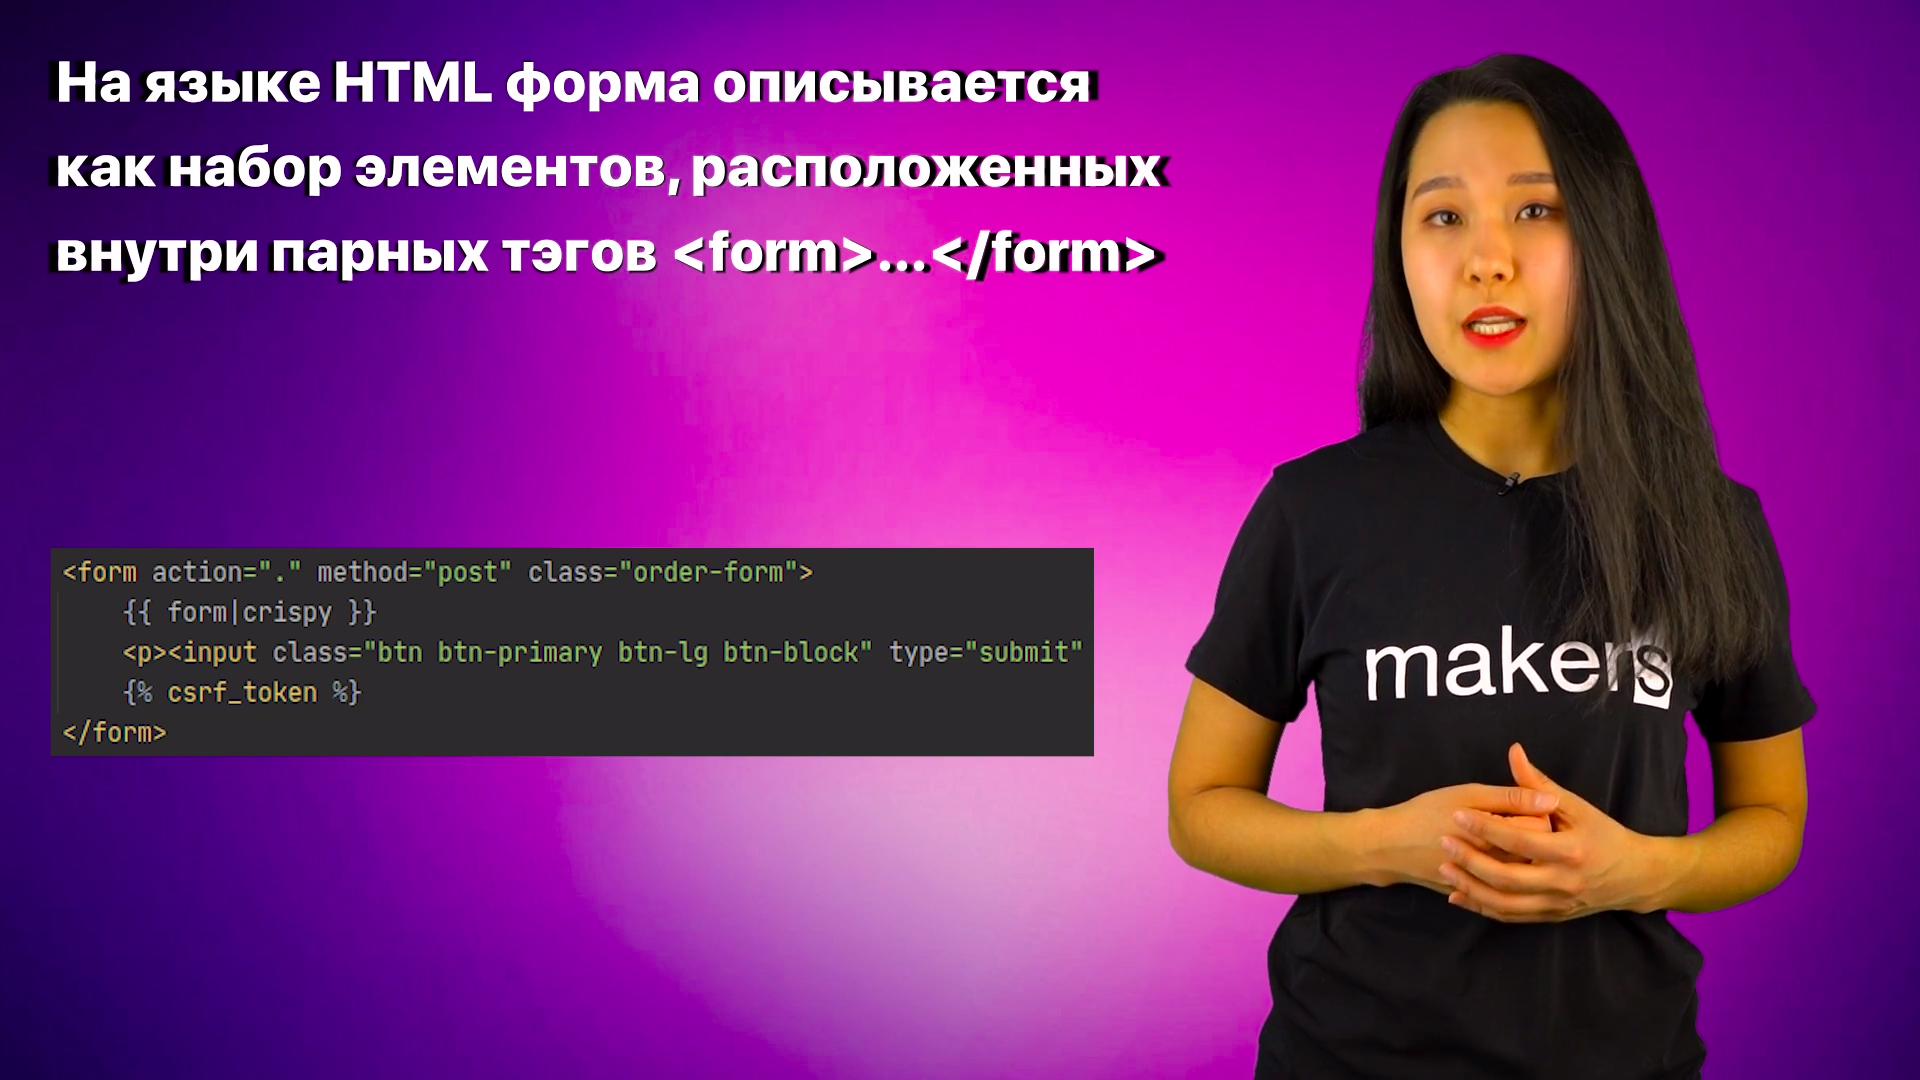 На языке HTML форма описывается
как набор элементов, расположенных
внутри парных тэгов <form>...</form>
<form action="." method="post" class="order-form">
{{ form|crispy }}
<p><input class="btn btn-primary btn-lg btn-block" type="submit"
{% csrf_token %}
</form>
makers